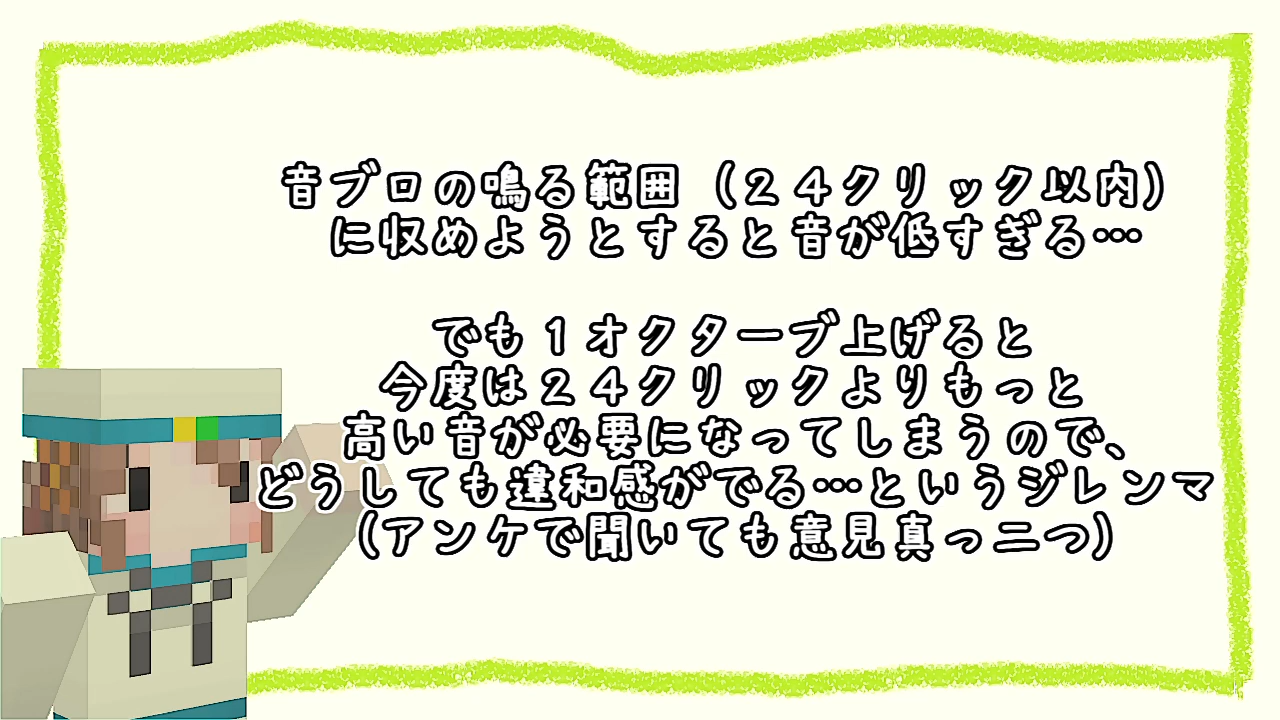 音ブロの鳴る範囲（２４クリック以内）
に収めようとすると音が低すぎる…
でも１オクターブ上げると
今度は２４クリックよりもっと
高い音が必要になってしまうので、
どうしても違和感がでる…というジレンマ
（アンケで聞いても意見真っ二つ）